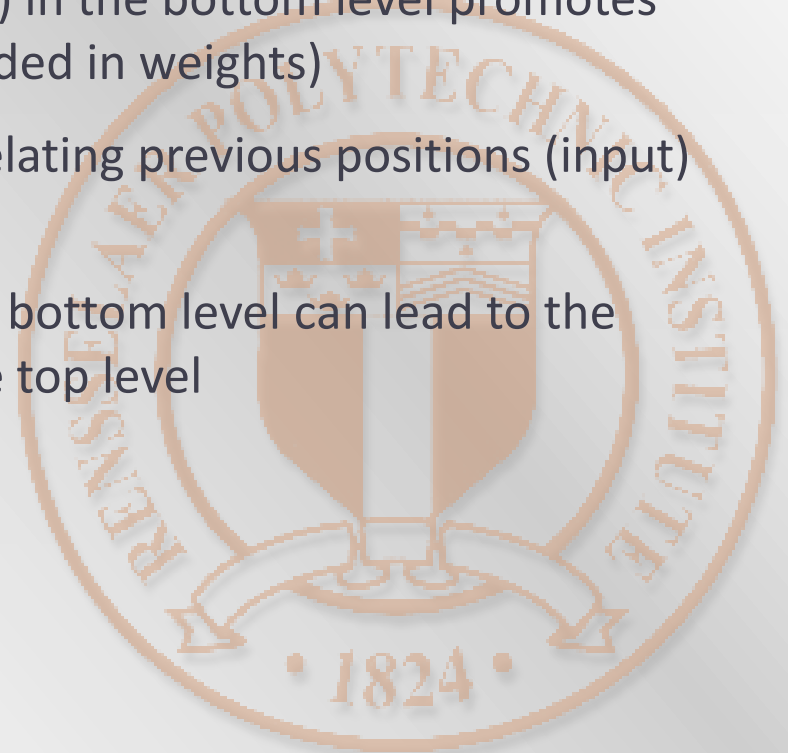 ) in the bottom level promotes
ded in weights)
elating previous positions (input)
bottom level can lead to the
e top level
RENSSELAER POLYTECHNIC INSTITUTE
• 1824 •